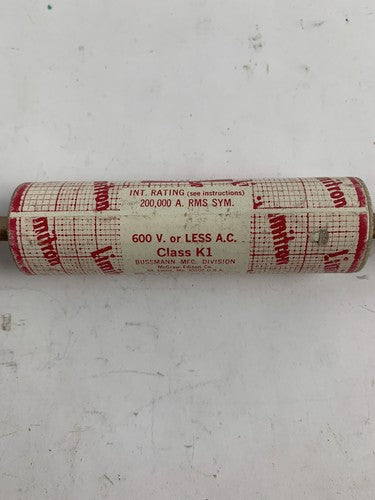 INT. RATING (see instructions)
200,000 A. RMS SYM.
Limitron
Limitron
600 V. or LESS A.C.
Class K1
BUSSMANN MFG. DIVISION
McGraw Edison Co.